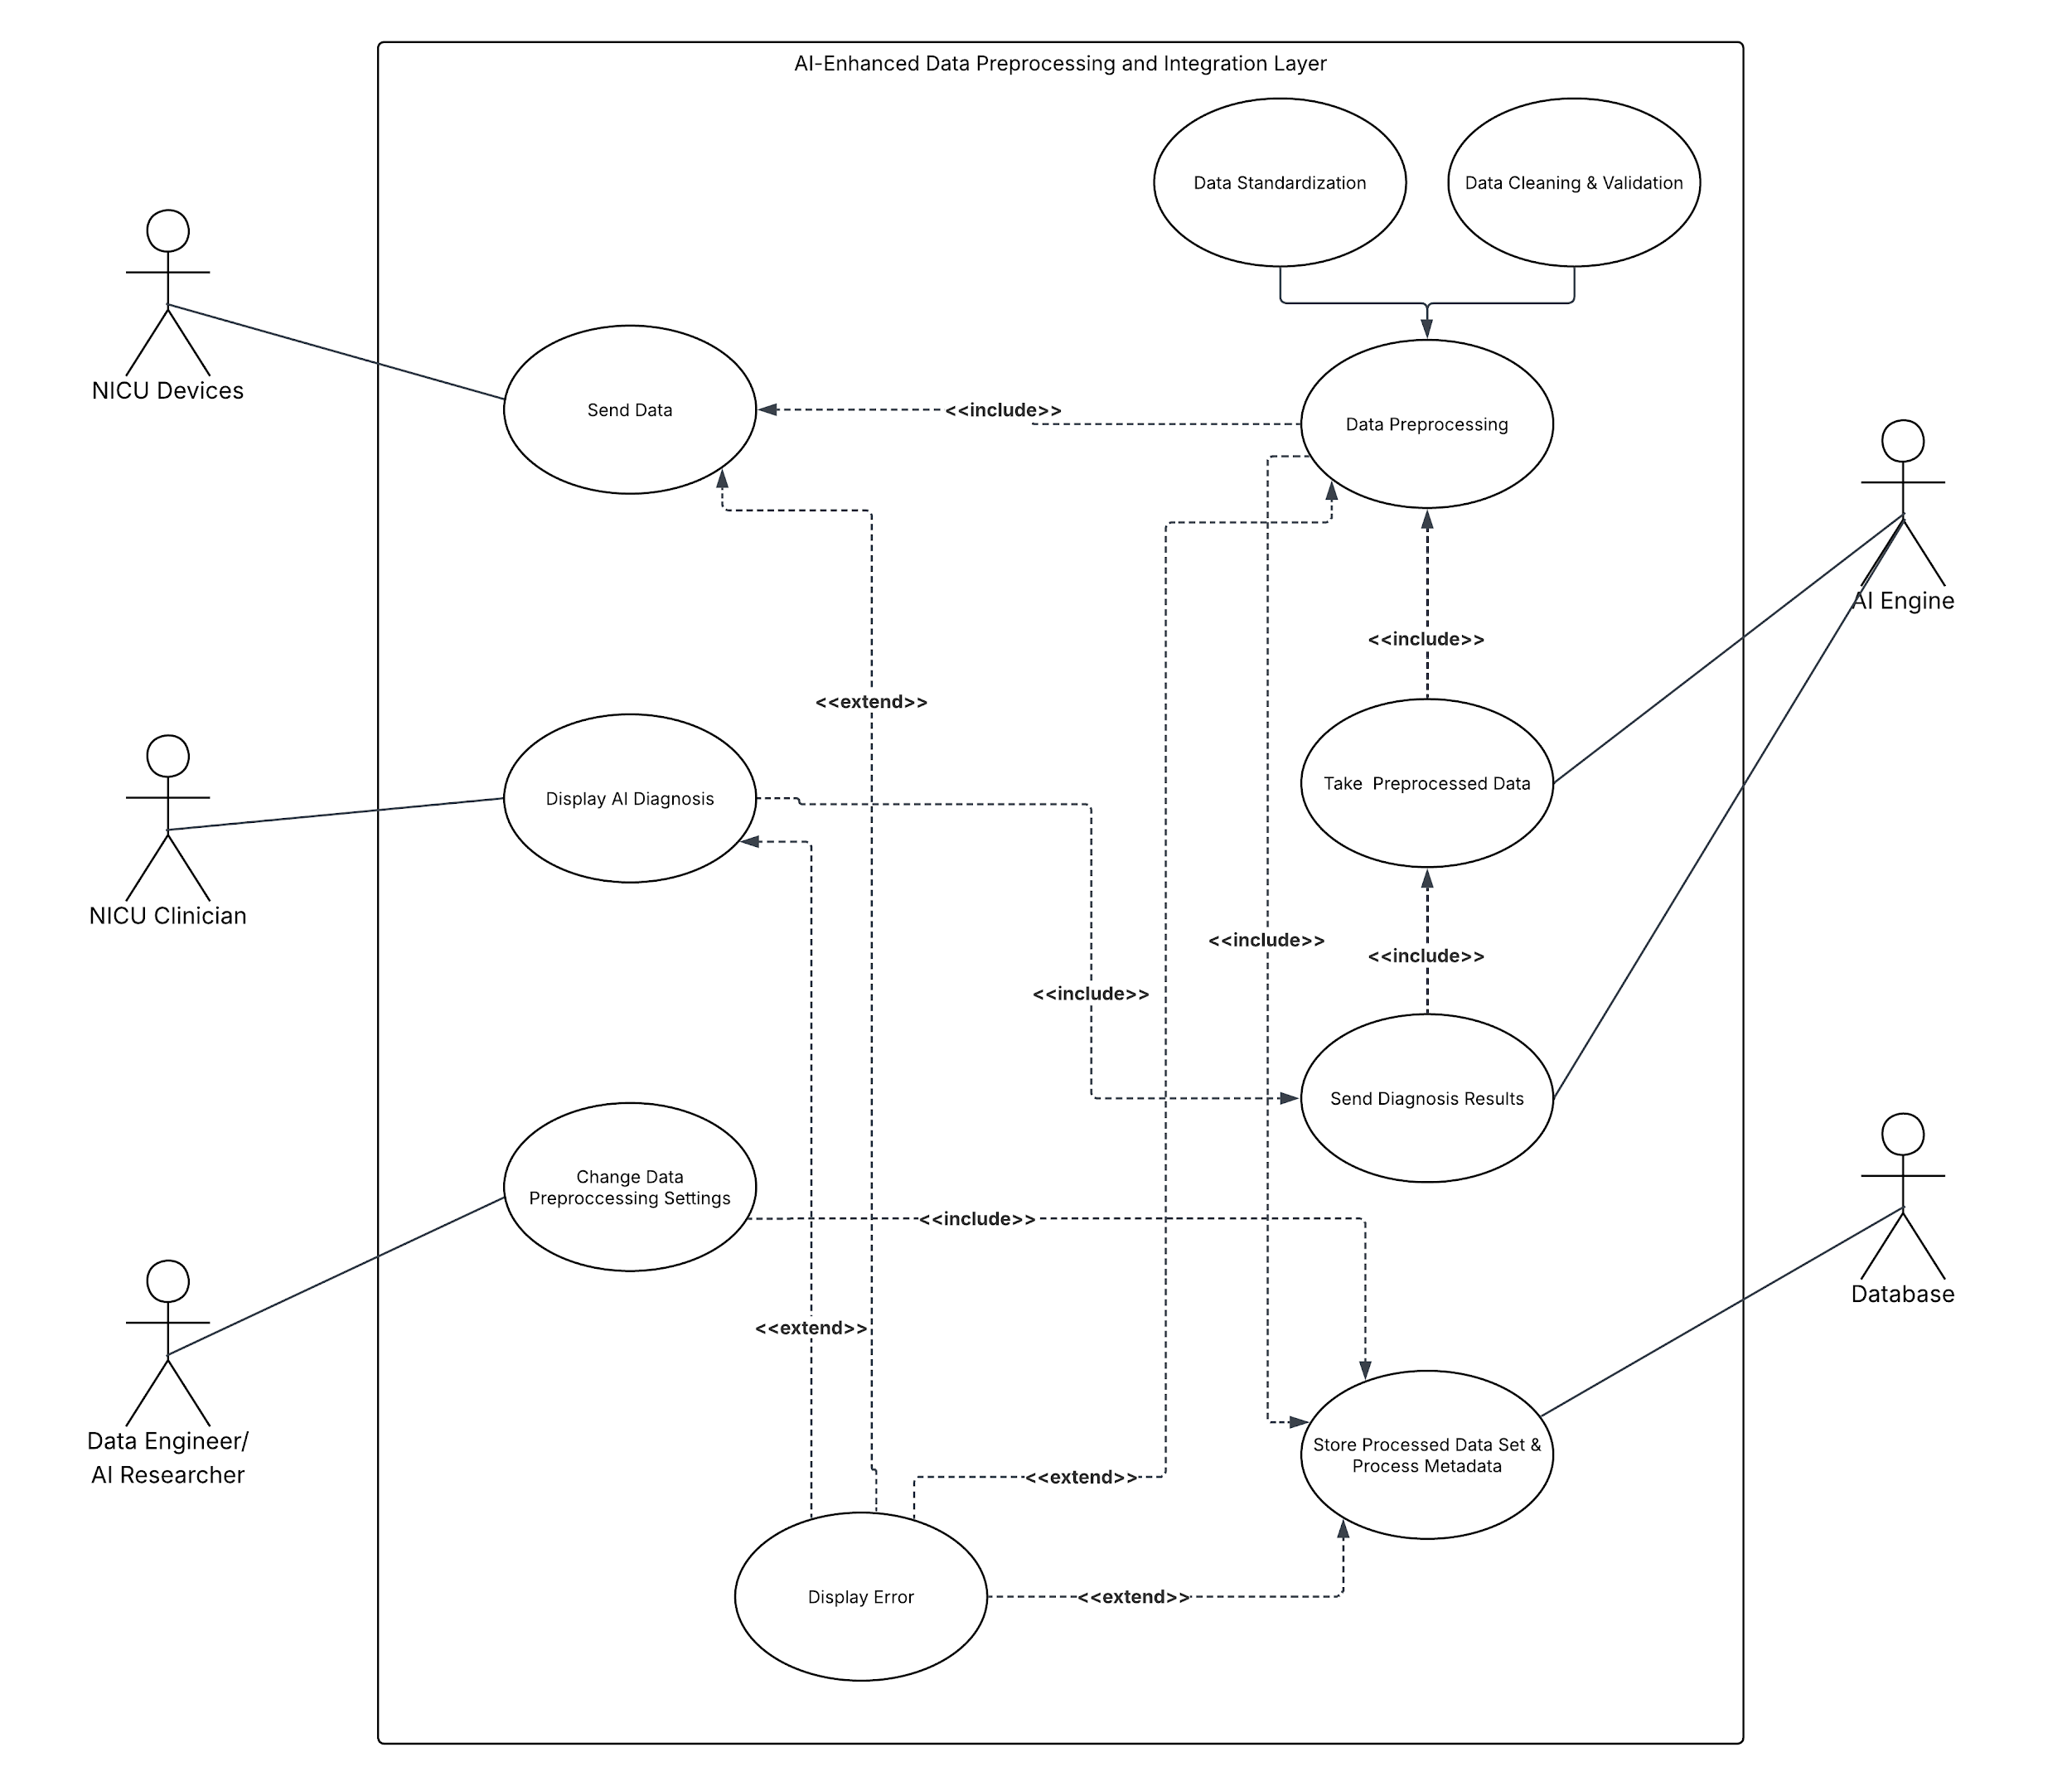 AI-Enhanced Data Preprocessing and Integration Layer
Data Standardization
Data Cleaning & Validation
NICU Devices
Send Data
<<include>>
Data Preprocessing
AI Engine
<<include>>
<<extend>>
NICU Clinician
Display AI Diagnosis
Take  Preprocessed Data
<<include>>
<<include>>
<<include>>
Send Diagnosis Results
Change Data
Preproccessing Settings
<<include>>
Database
<<extend>>
Data Engineer/
AI Researcher
Store Processed Data Set &
Process Metadata
<<extend>>
Display Error
<<extend>>